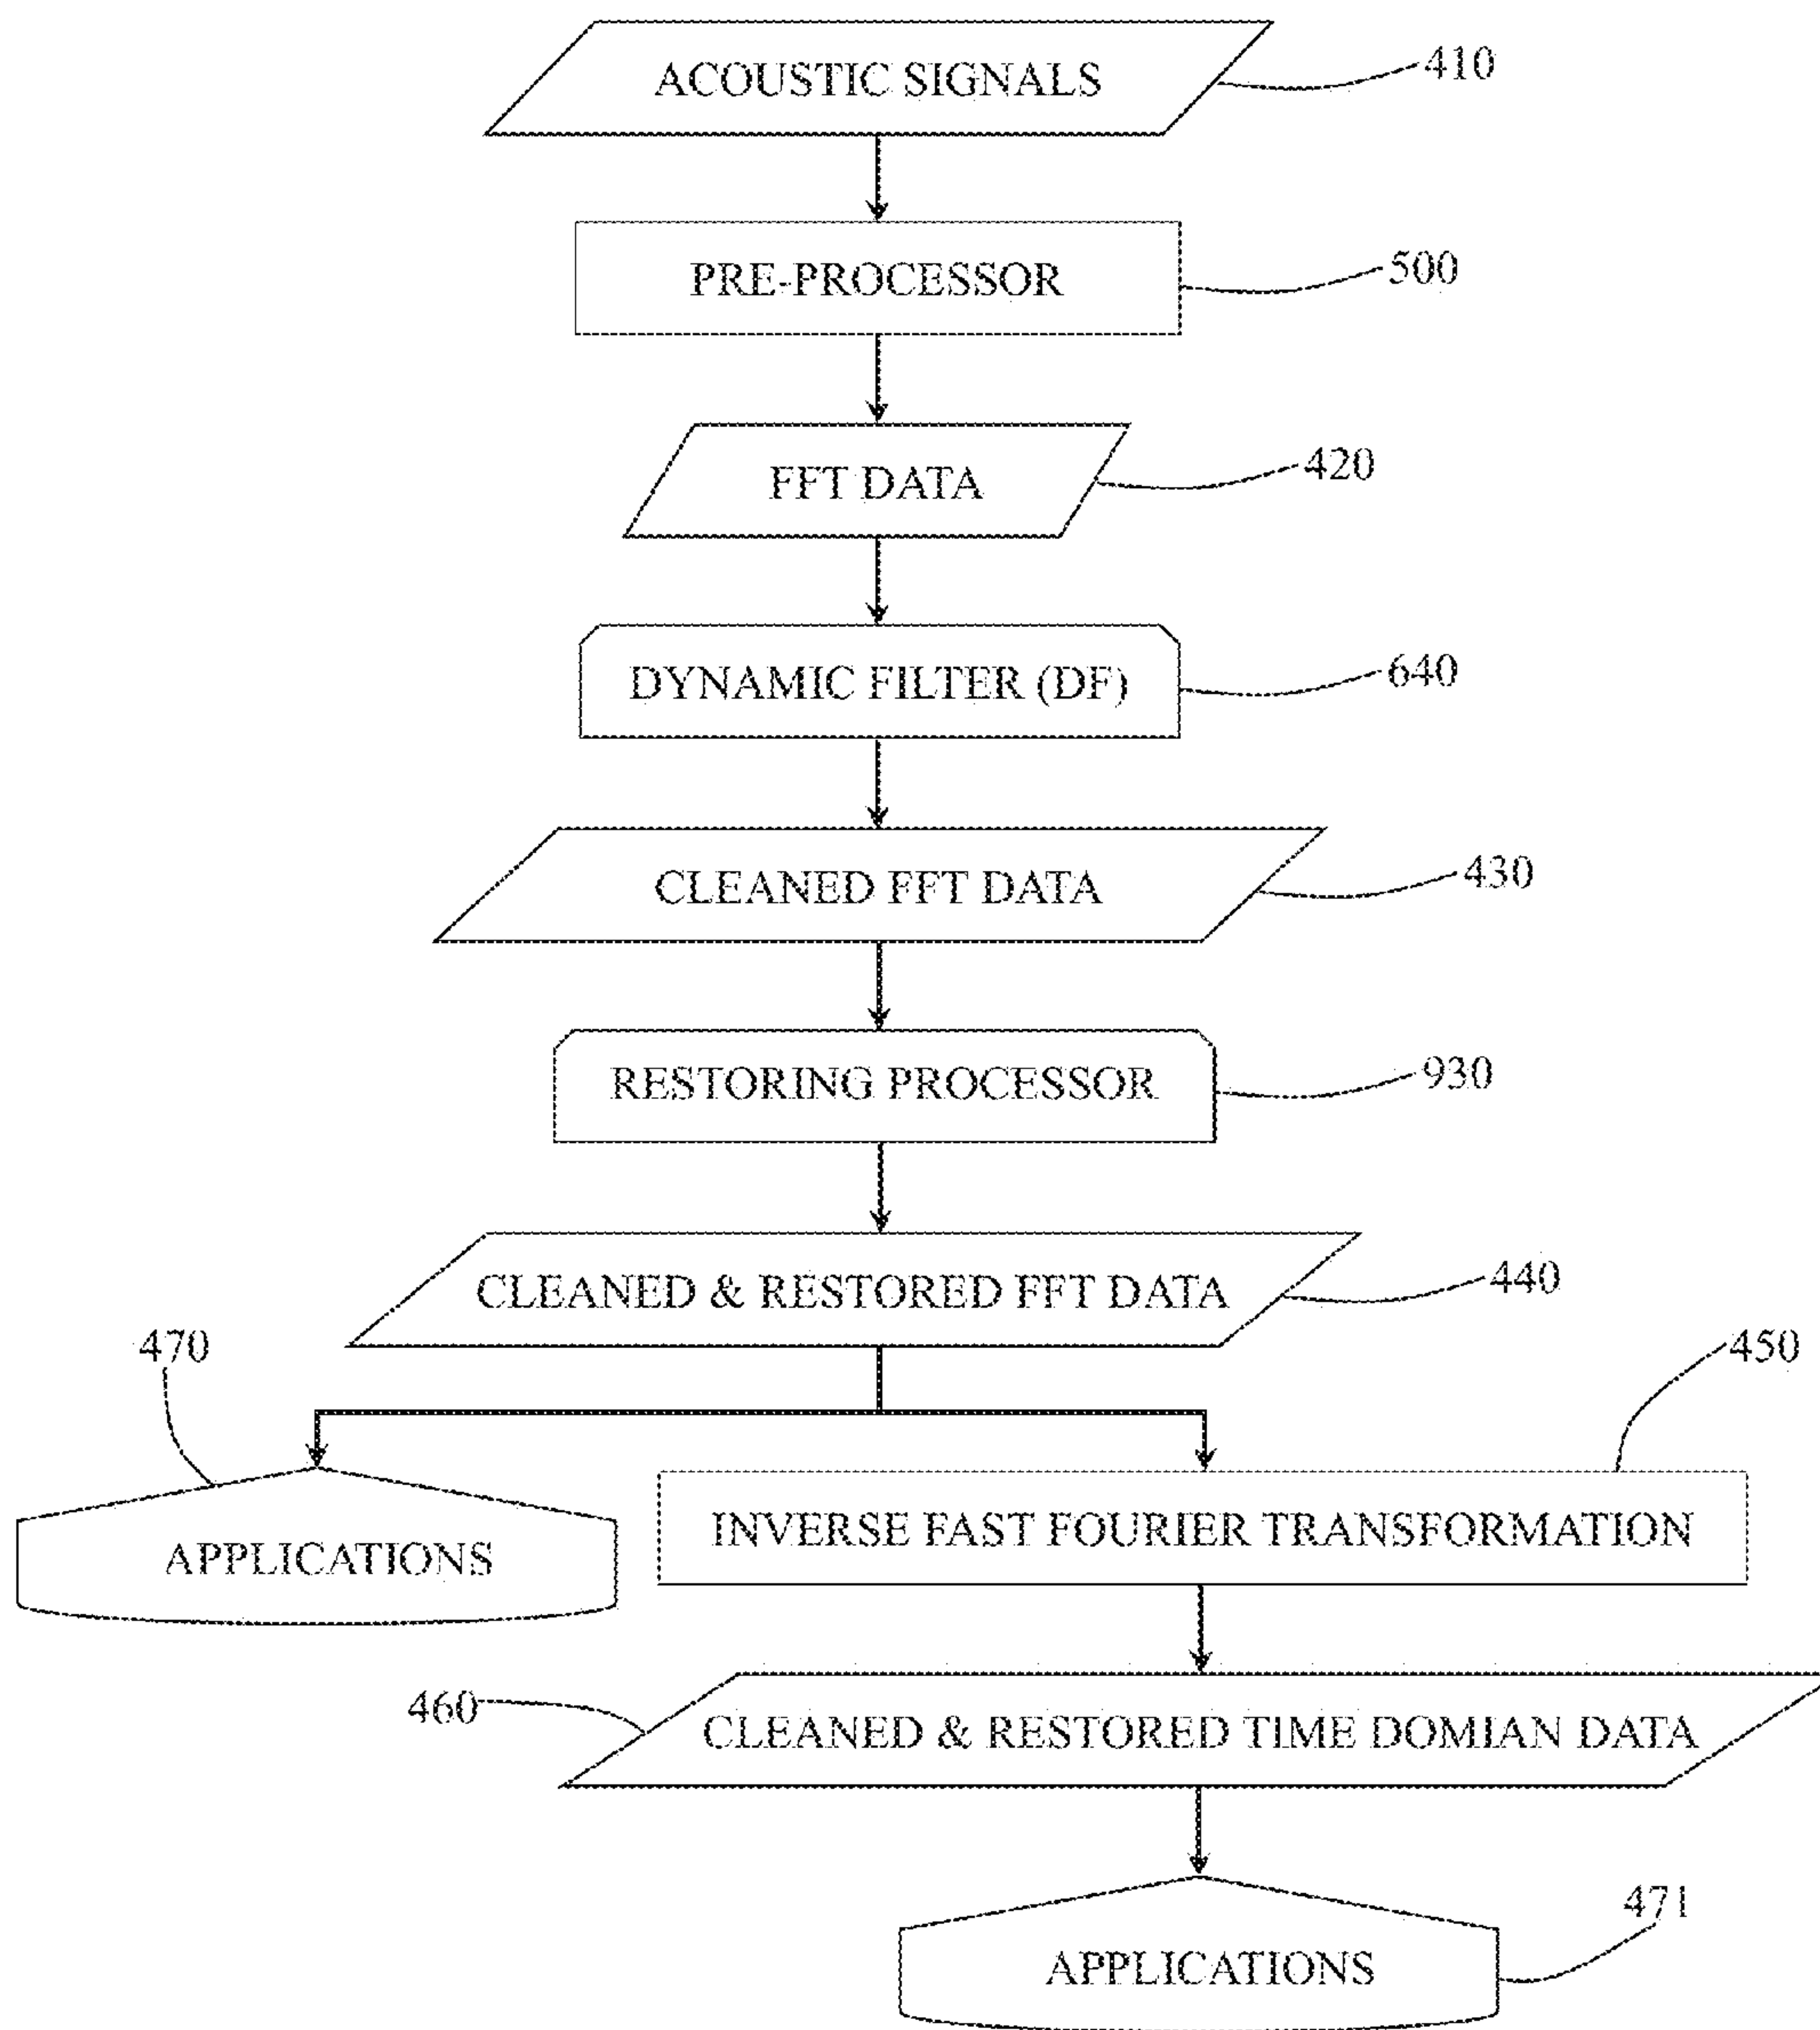 ACOUSTIC SIGNALS
410
PRE-PROCESSOR
500
FFT DATA
420
DYNAMIC FILTER (DF)
640
CLEANED FFT DATA
430
RESTORING PROCESSOR
930
CLEANED & RESTORED FFT DATA
440
470
450
APPLICATIONS
INVERSE FAST FOURIER TRANSFORMATION
460
CLEANED & RESTORED TIME DOMIAN DATA
471
APPLICATIONS